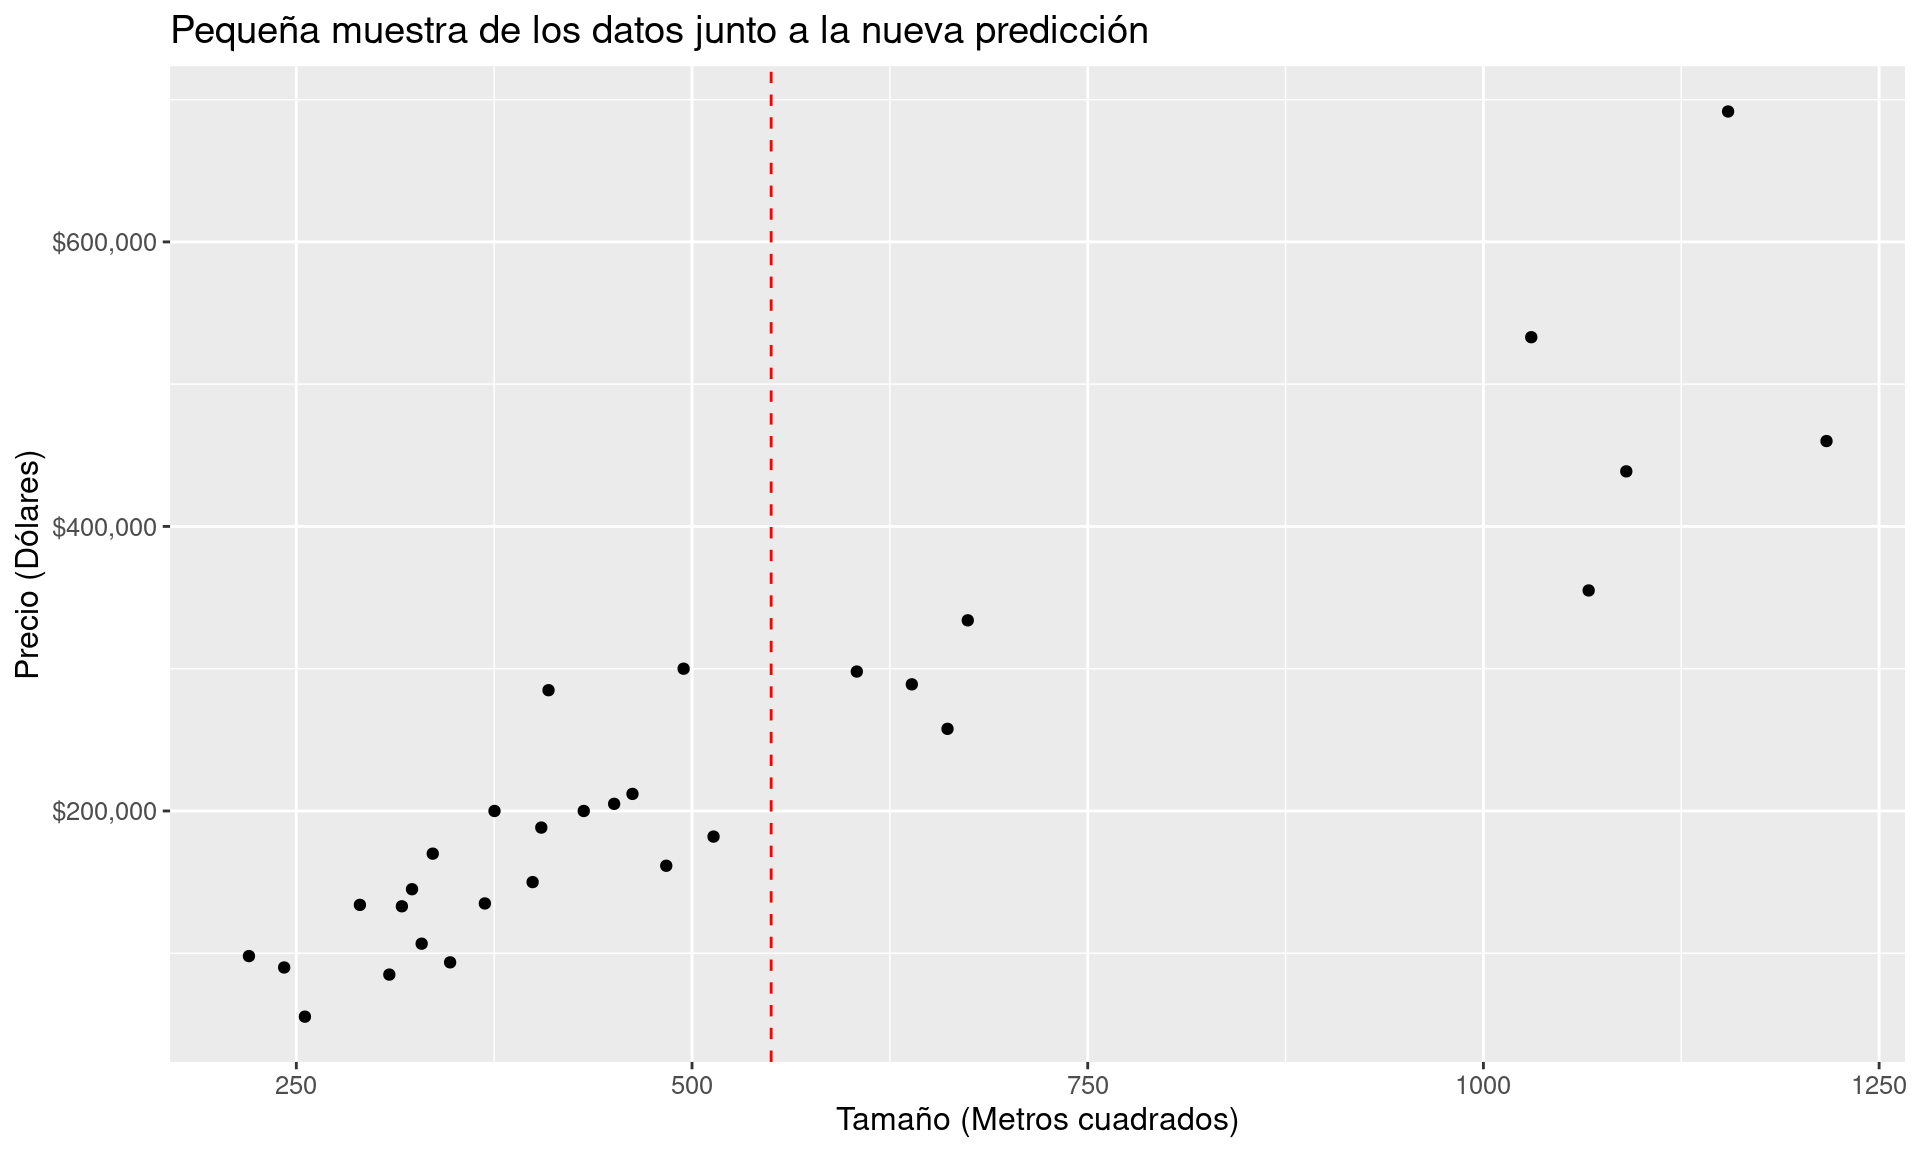 Pequeña muestra de los datos junto a la nueva predicción
Precio (Dólares)
$600,000
$400,000
$200,000
250 500 750 1000 1250
Tamaño (Metros cuadrados)